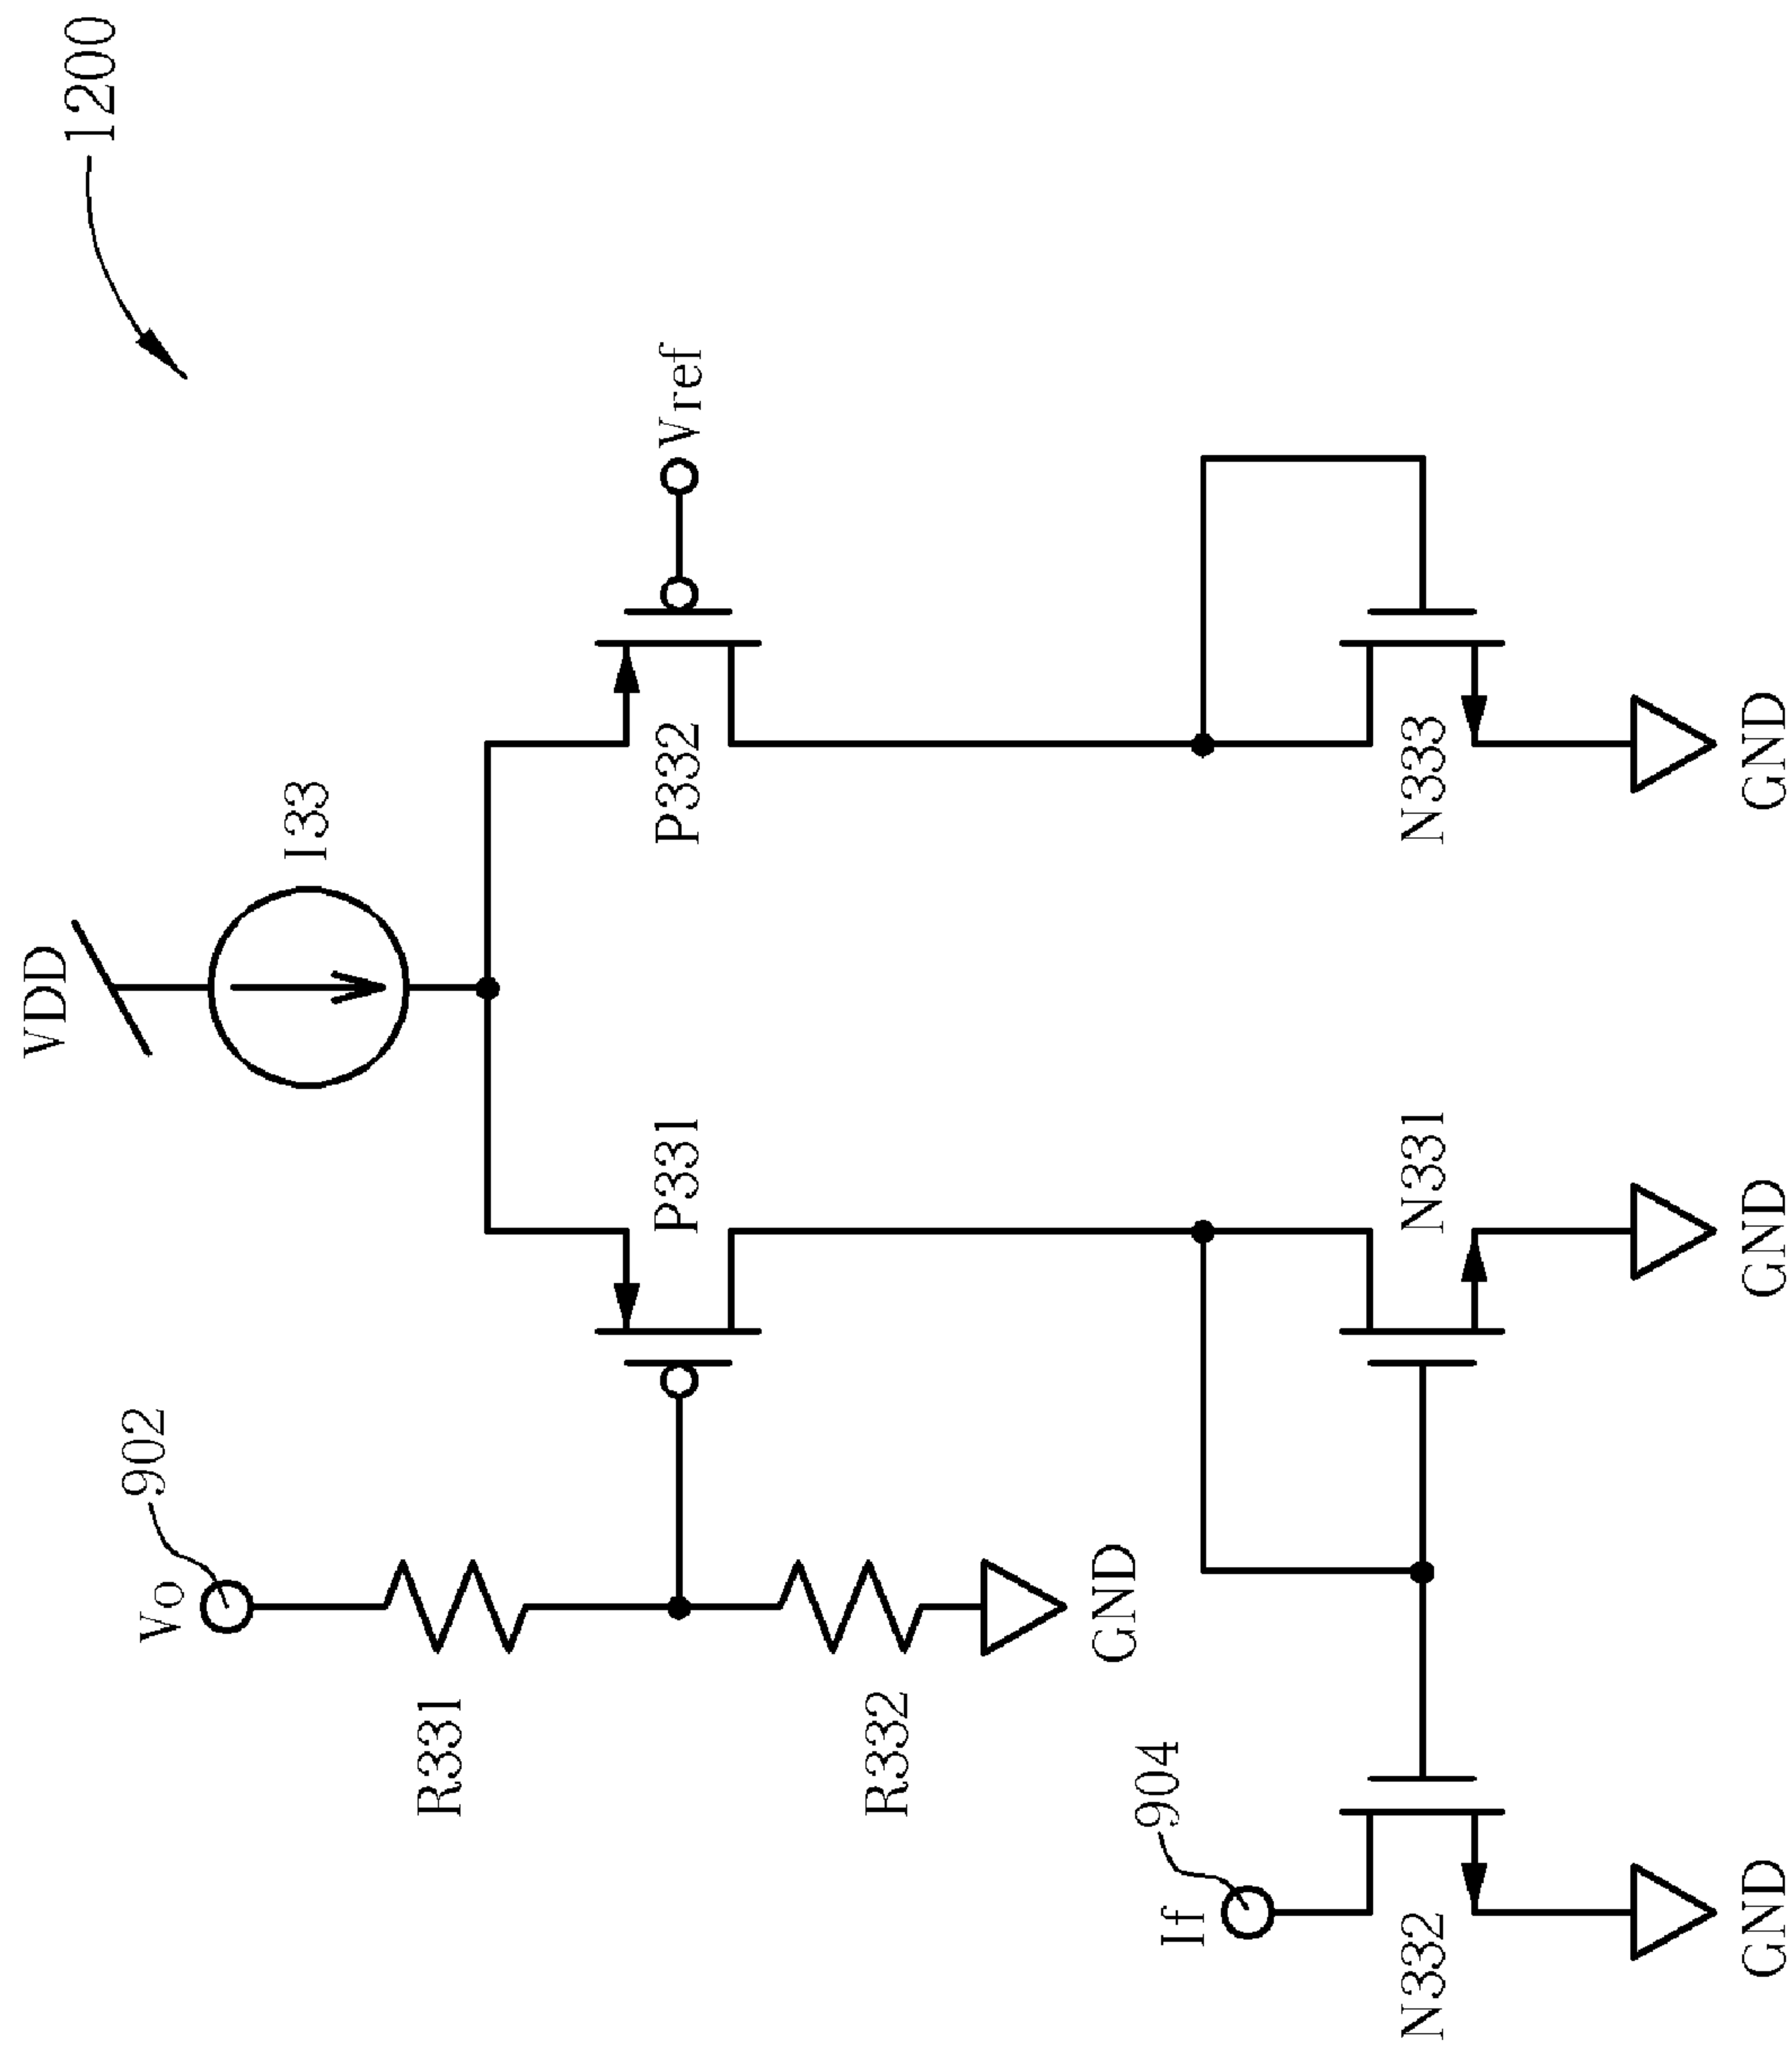 1200
VDD
I33
Vo
902
R331
R332
GND
P331
P332
Vref
If
904
N332
N331
N333
GND
GND
GND